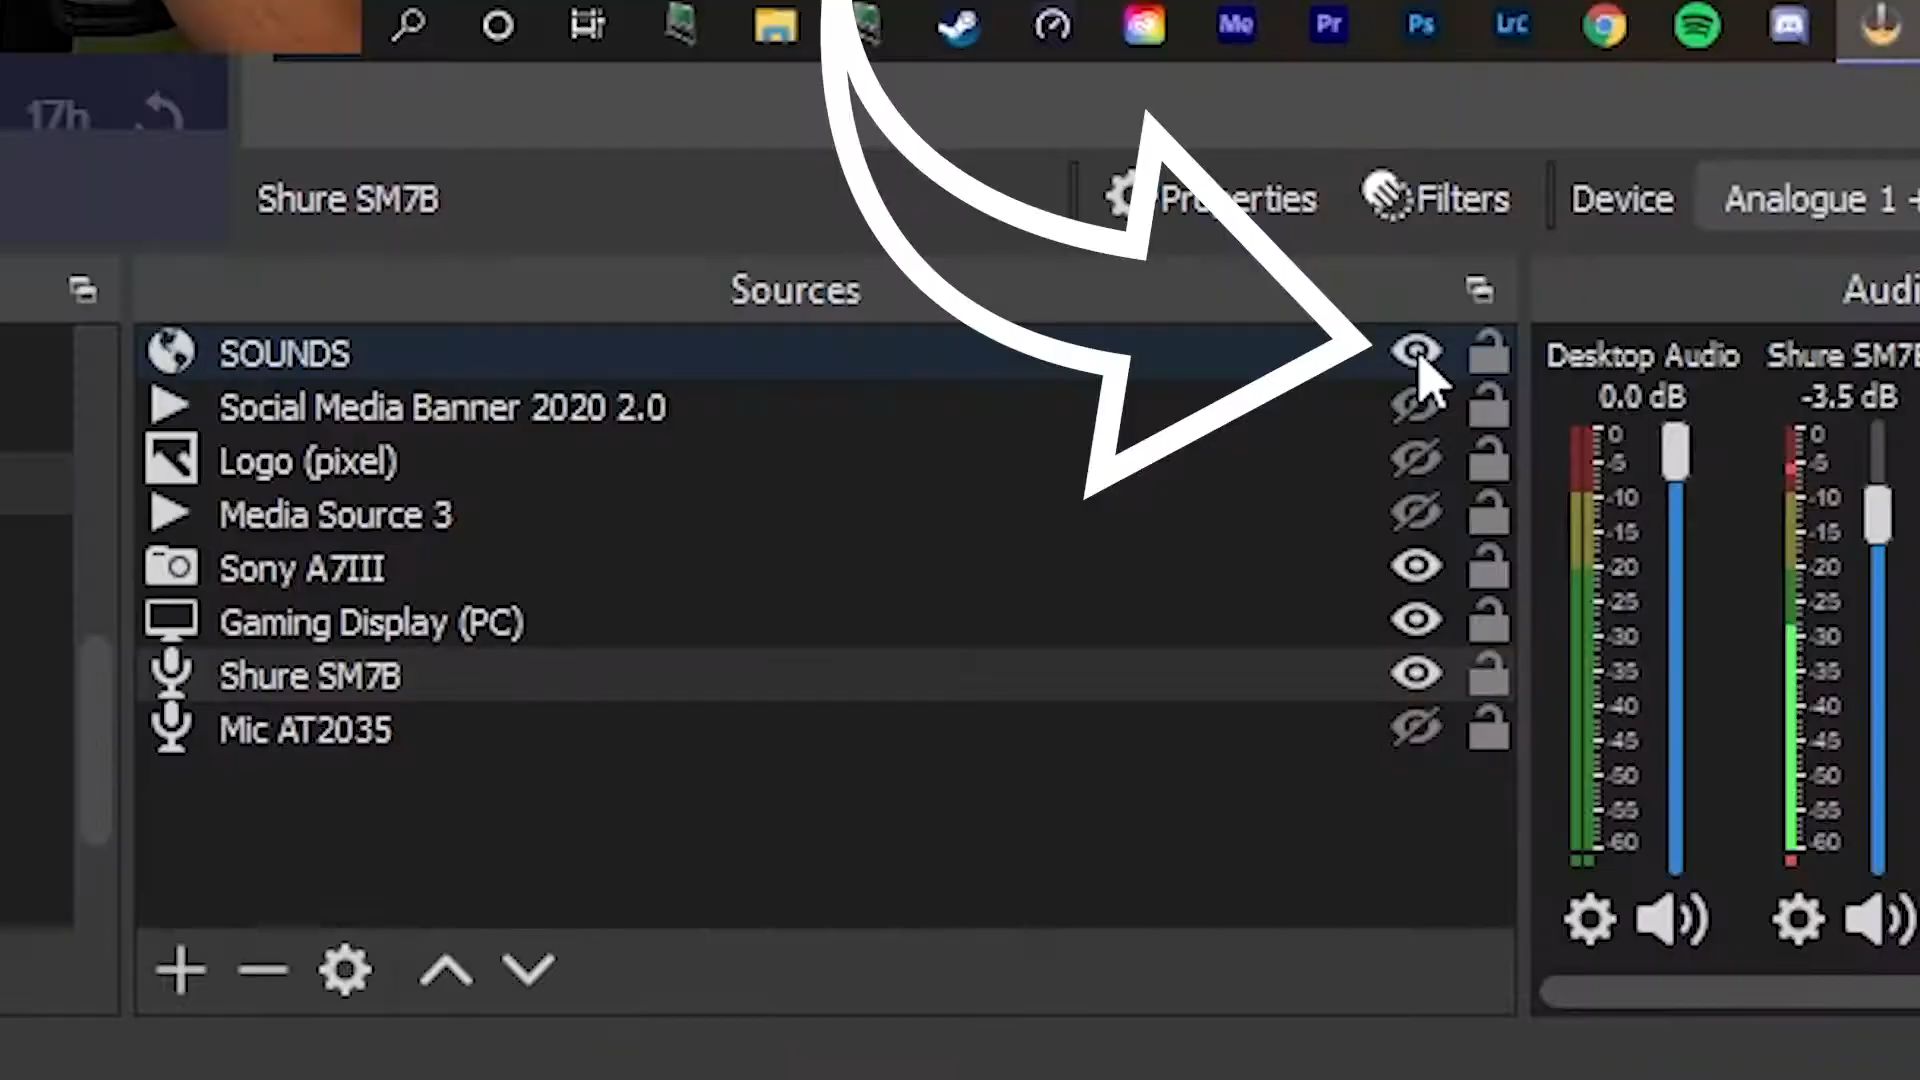 Me Pr Ps LrC
17h
Shure SM7B Properties Filters Device Analogue 1 +
Sources
Audi
SOUNDS
Social Media Banner 2020 2.0
Logo (pixel)
Media Source 3
Sony A7III
Gaming Display (PC)
Shure SM7B
Mic AT2035
Desktop Audio Shure SM7B
0.0 dB -3.5 dB
0 0
-5 -5
-10 -10
-15 -15
-20 -20
-25 -25
-30 -30
-35 -35
-40 -40
-45 -45
-50 -50
-55 -55
-60 -60